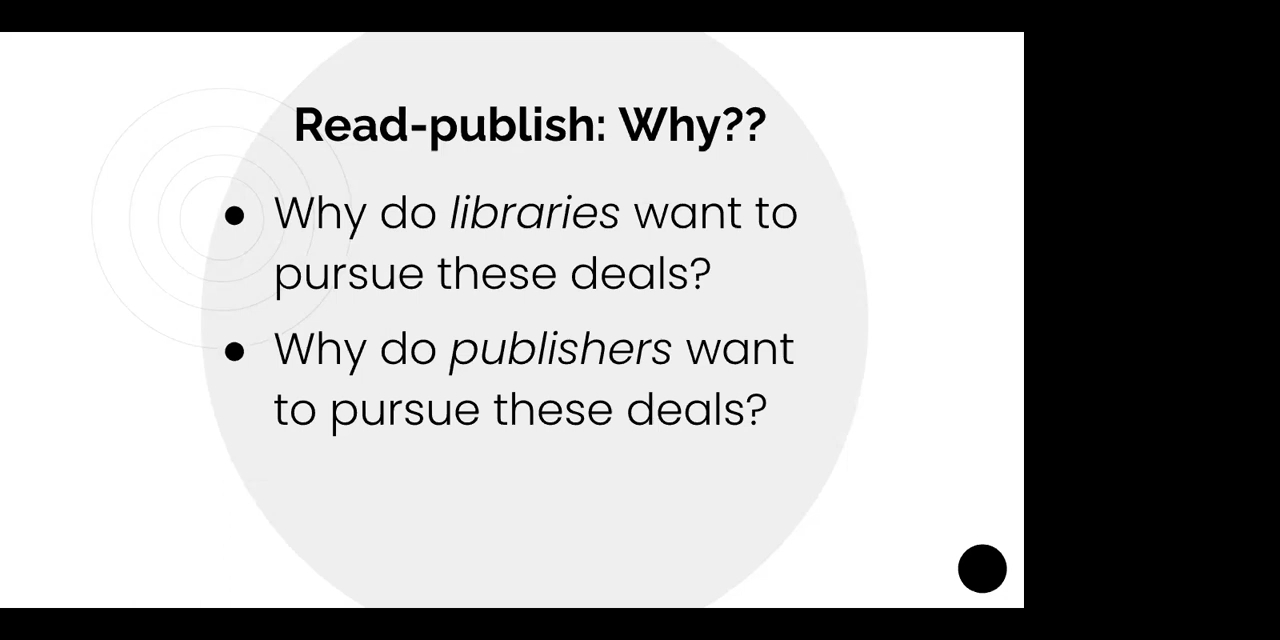 Read-publish: Why??
● Why do libraries want to
pursue these deals?
● Why do publishers want
to pursue these deals?